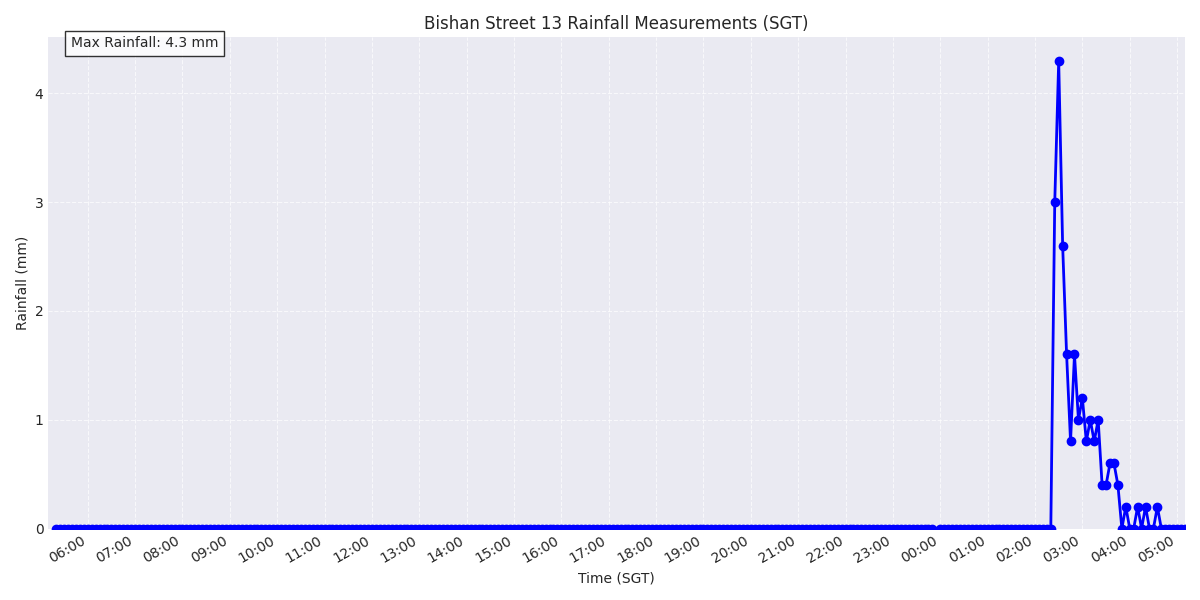 Bishan Street 13 Rainfall Measurements (SGT)
Max Rainfall: 4.3 mm
Rainfall (mm)
4
3
2
1
0
06:00 07:00 08:00 09:00 10:00 11:00 12:00 13:00 14:00 15:00 16:00 17:00 18:00 19:00 20:00 21:00 22:00 23:00 00:00 01:00 02:00 03:00 04:00 05:00
Time (SGT)